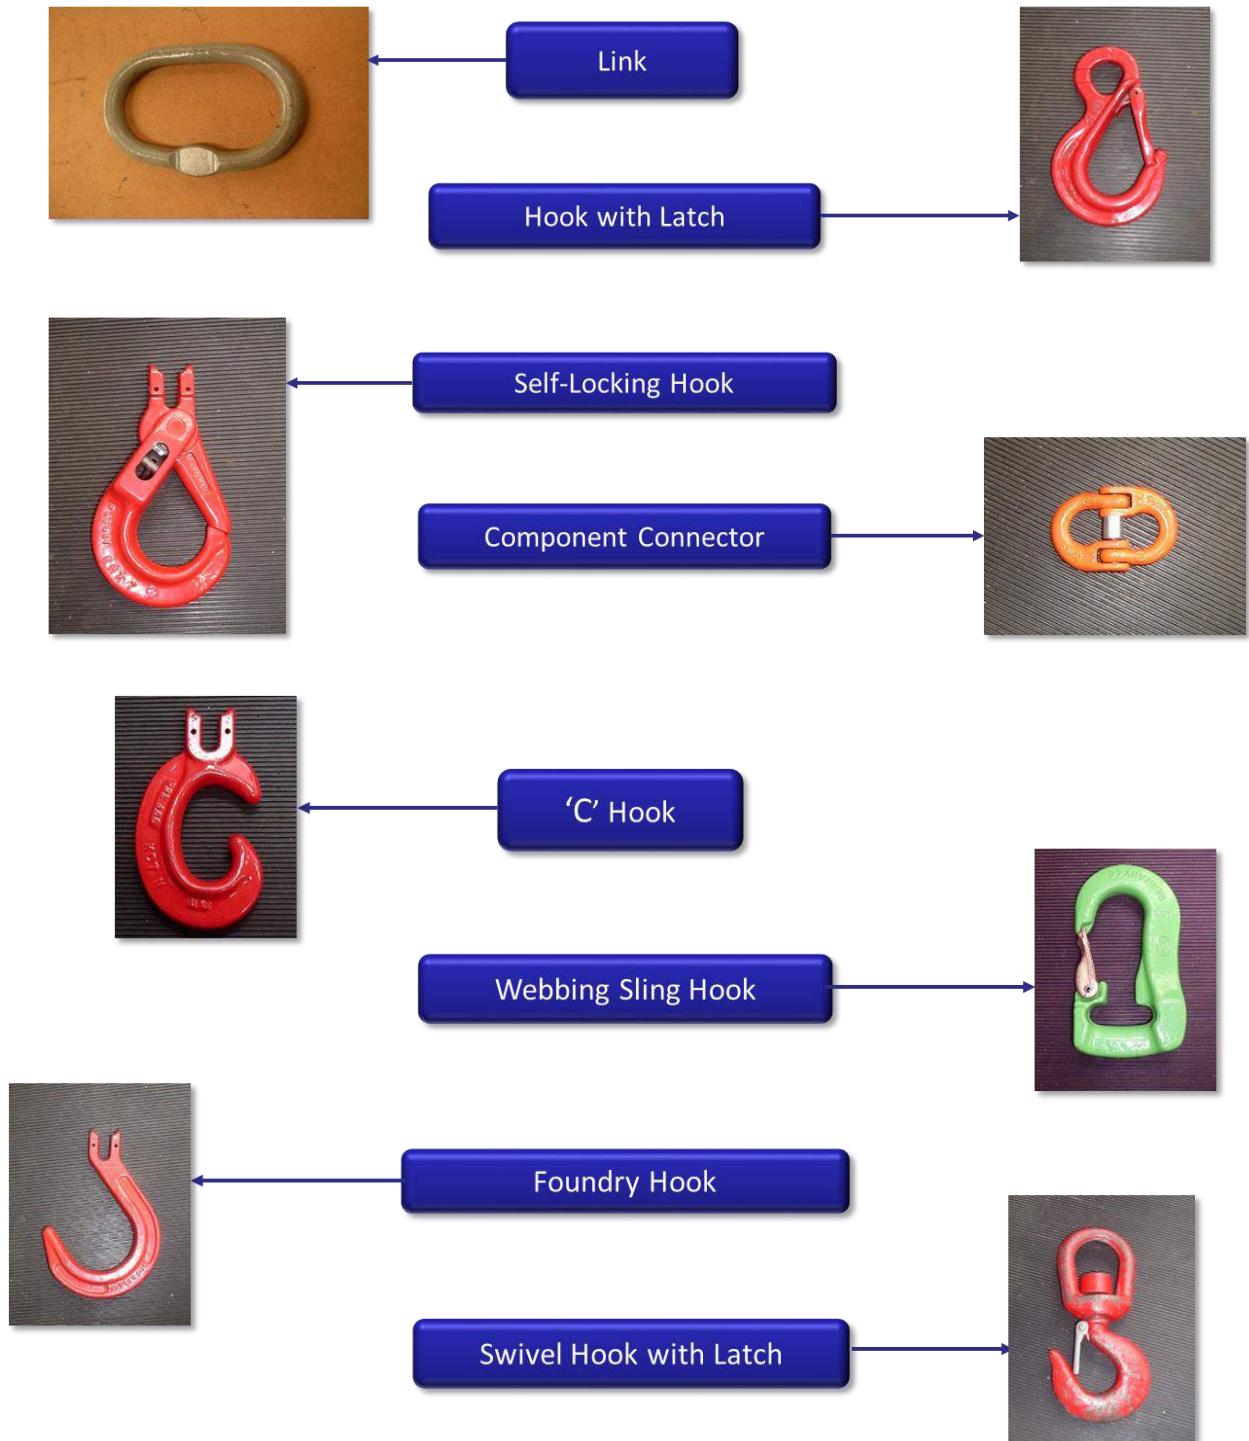 Link
Hook with Latch
Self-Locking Hook
Component Connector
‘C’ Hook
Webbing Sling Hook
Foundry Hook
Swivel Hook with Latch